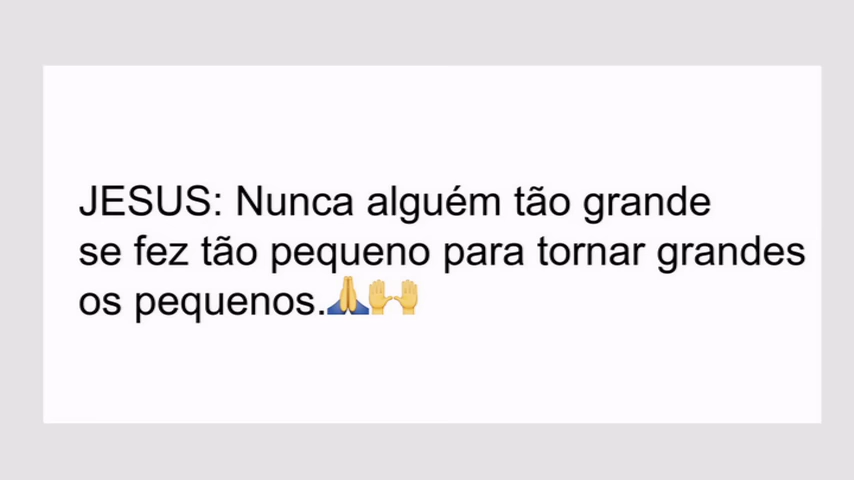 JESUS: Nunca alguém tão grande
se fez tão pequeno para tornar grandes
os pequenos.🙏🙌